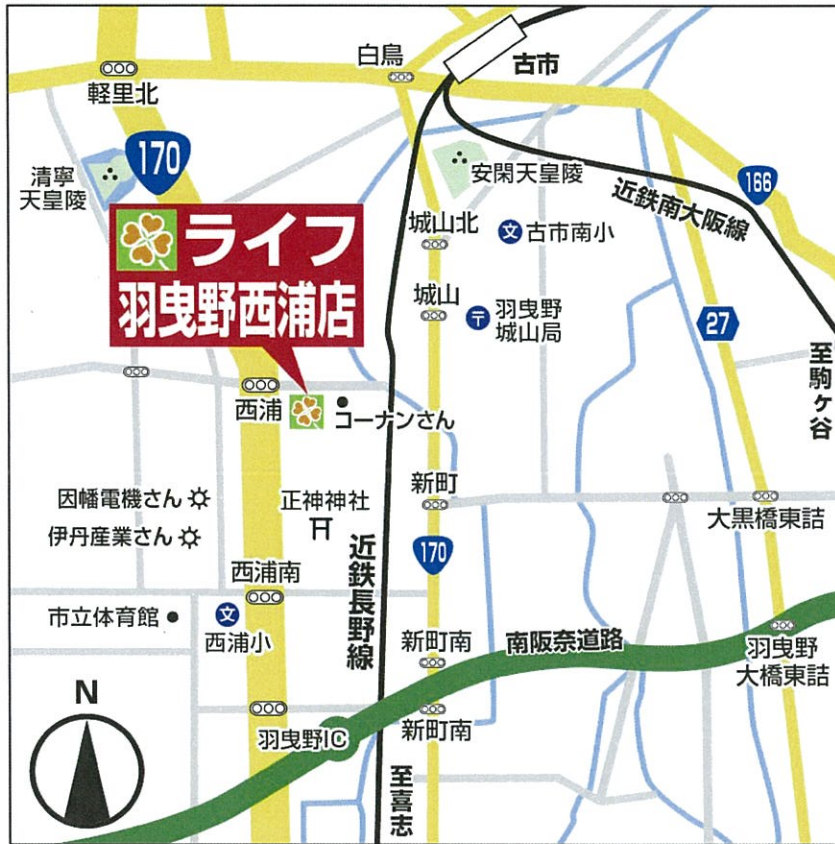 白鳥
古市
軽里北
170
清寧
天皇陵
安閑天皇陵
166
近鉄南大阪線
ライフ
羽曳野西浦店
城山北
古市南小
城山
羽曳野
城山局
27
至駒ヶ谷
西浦
コーナンさん
新町
大黒橋東詰
因幡電機さん
正神神社
伊丹産業さん
近鉄長野線
170
西浦南
文
市立体育館
西浦小
新町南
南阪奈道路
羽曳野
大橋東詰
N
羽曳野IC
新町南
至喜志
文
〒